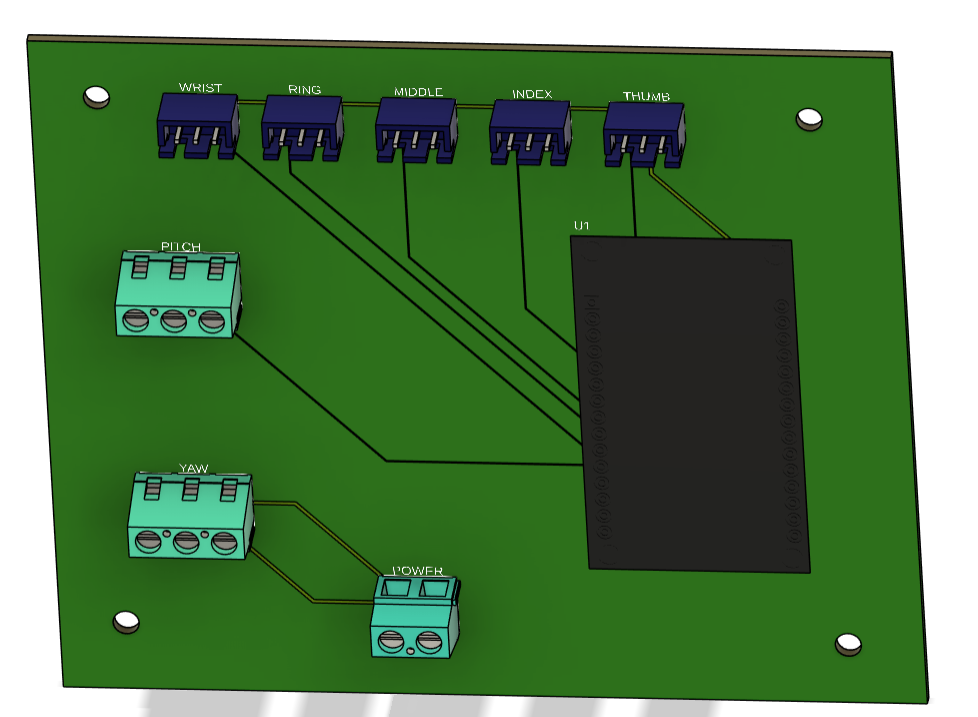 WRIST
RING
MIDDLE
INDEX
THUMB
U1
PITCH
YAW
POWER